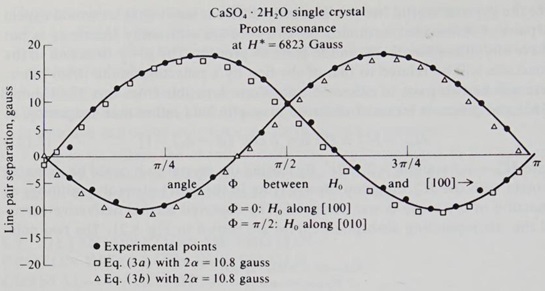 CaSO₄ · 2H₂O single crystal
Proton resonance
at H* = 6823 Gauss
Line pair separation, gauss
20
15
10
5
0
−5
−10
−15
−20
π/4
π/2
3π/4
π
angle Φ between H₀ and [100]→
Φ = 0: H₀ along [100]
Φ = π/2: H₀ along [010]
● Experimental points
□ Eq. (3a) with 2α = 10.8 gauss
△ Eq. (3b) with 2α = 10.8 gauss